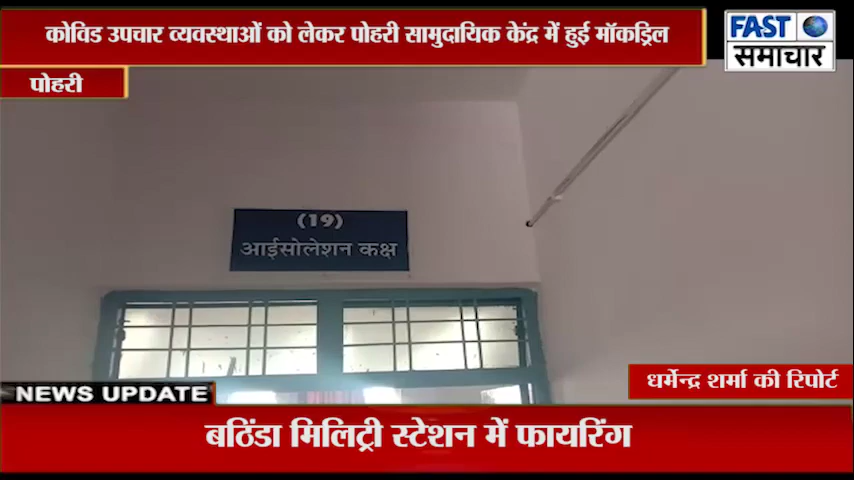 कोविड उपचार व्यवस्थाओं को लेकर पोहरी सामुदायिक केंद्र में हुई मॉकड्रिल
FAST
समाचार
पोहरी
(19)
आईसोलेशन कक्ष
धर्मेन्द्र शर्मा की रिपोर्ट
NEWS UPDATE
बठिंडा मिलिट्री स्टेशन में फायरिंग